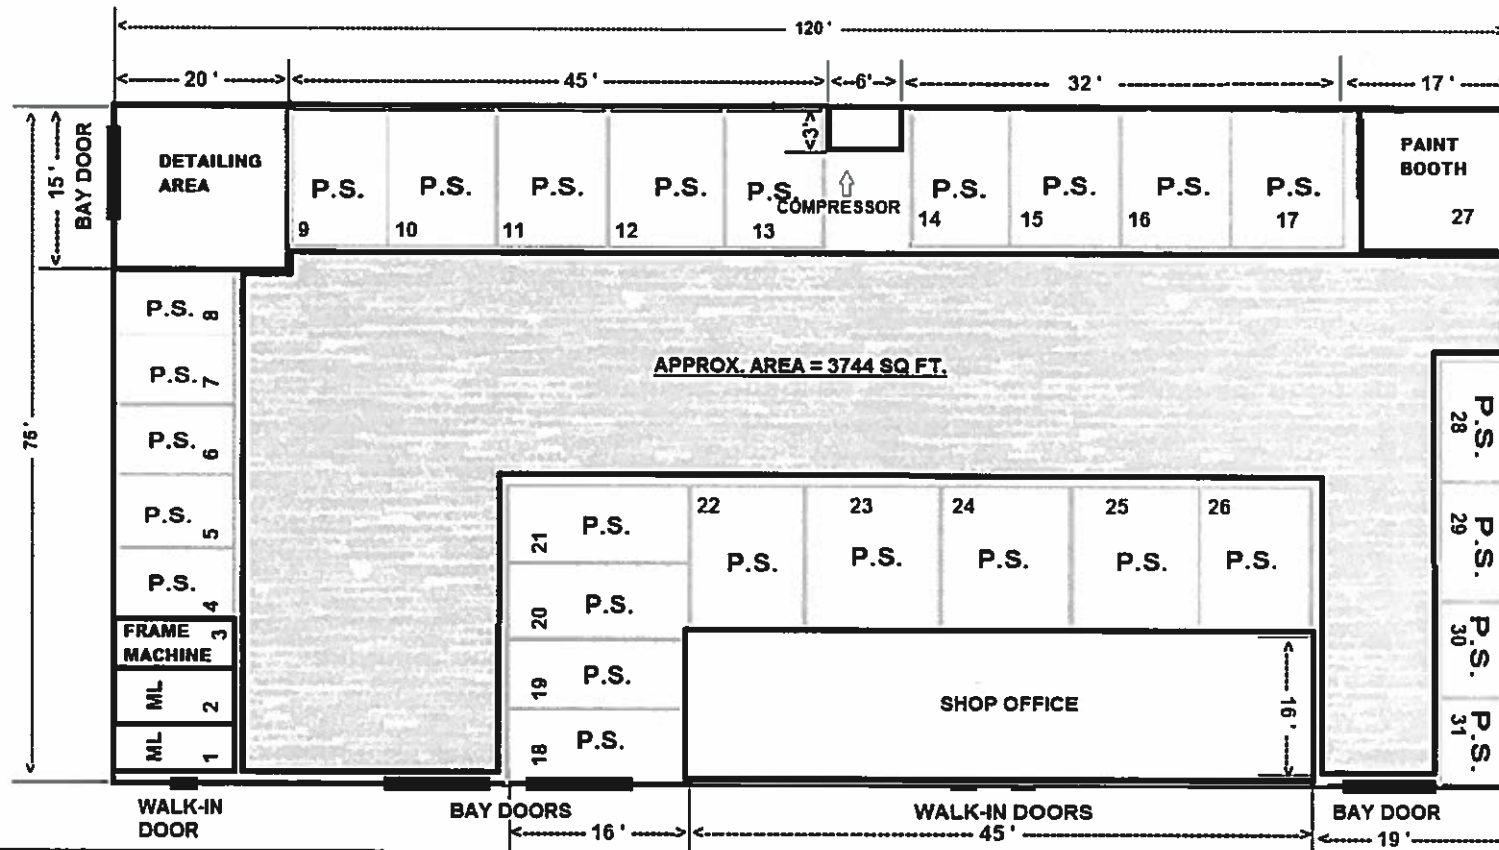 120 '
20 '
45 '
6'
32 '
17 '
15 '
BAY DOOR
DETAILING
AREA
3'
PAINT
BOOTH
27
P.S.
9
P.S.
10
P.S.
11
P.S.
12
P.S.
13
COMPRESSOR
P.S.
14
P.S.
15
P.S.
16
P.S.
17
P.S. 8
P.S. 7
P.S. 6
P.S. 5
P.S. 4
FRAME 3
MACHINE
ML 2
ML 1
75'
APPROX. AREA = 3744 SQ FT.
P.S.
28
P.S.
29
P.S.
30
P.S.
31
21 P.S.
20 P.S.
19 P.S.
18 P.S.
22
P.S.
23
P.S.
24
P.S.
25
P.S.
26
P.S.
SHOP OFFICE
16 '
WALK-IN
DOOR
BAY DOORS
WALK-IN DOORS
BAY DOOR
16 '
45 '
19 '